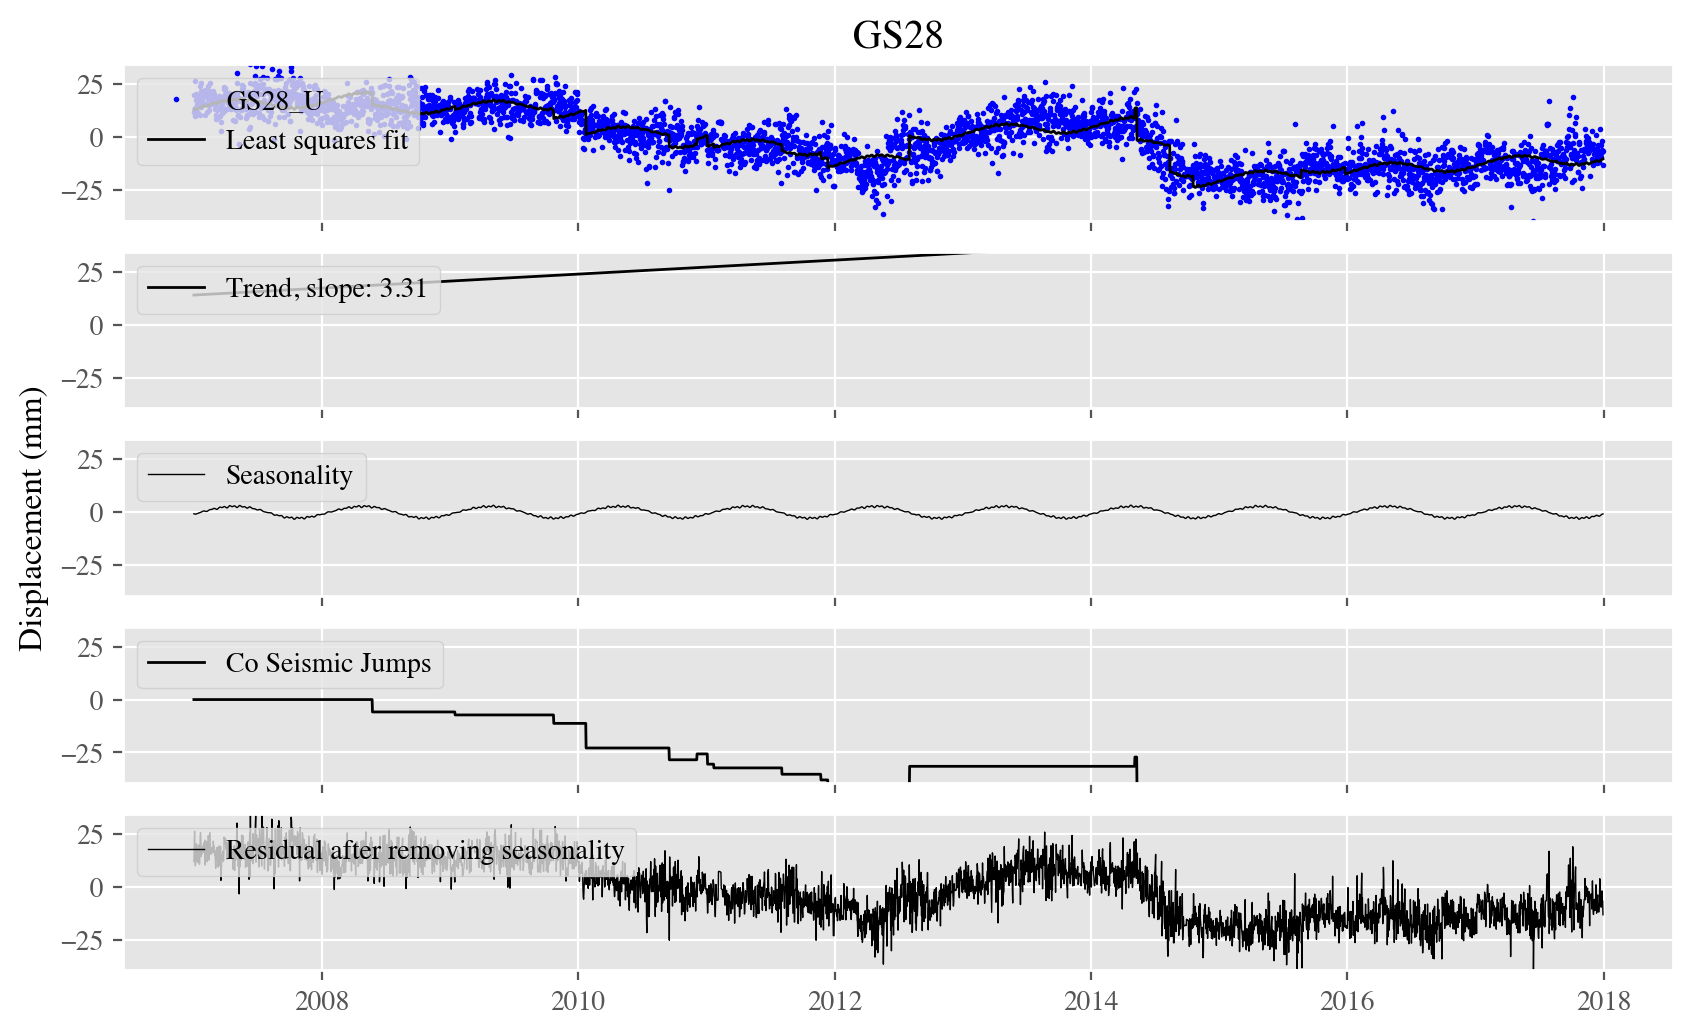 GS28
Displacement (mm)
25
0
−25
GS28_U
Least squares fit
25
0
−25
Trend, slope: 3.31
25
0
−25
Seasonality
25
0
−25
Co Seismic Jumps
25
0
−25
Residual after removing seasonality
2008 2010 2012 2014 2016 2018